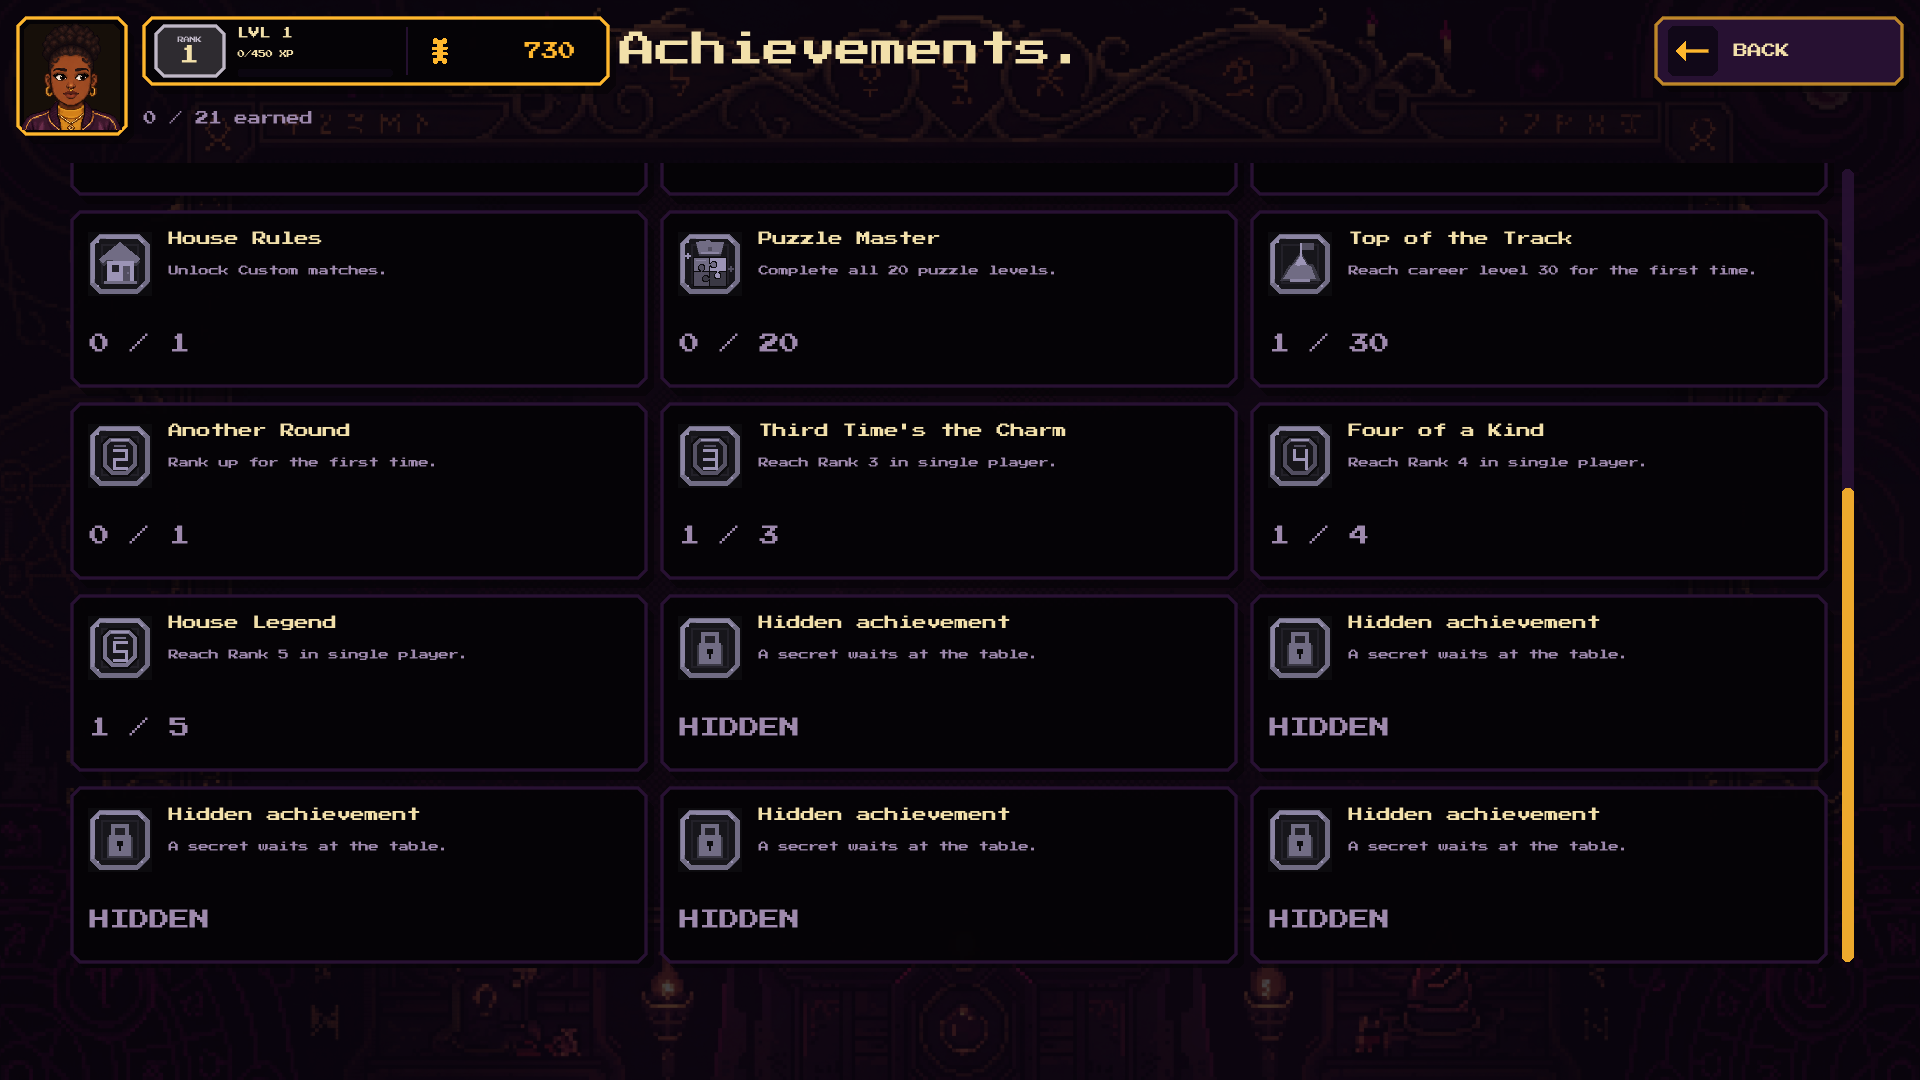 RANK
1
LVL 1
0/450 XP
730
Achievements.
BACK
0 / 21 earned
House Rules
Unlock Custom matches.
0 / 1
Puzzle Master
Complete all 20 puzzle levels.
0 / 20
Top of the Track
Reach career level 30 for the first time.
1 / 30
2
Another Round
Rank up for the first time.
0 / 1
3
Third Time's the Charm
Reach Rank 3 in single player.
1 / 3
4
Four of a Kind
Reach Rank 4 in single player.
1 / 4
5
House Legend
Reach Rank 5 in single player.
1 / 5
Hidden achievement
A secret waits at the table.
HIDDEN
Hidden achievement
A secret waits at the table.
HIDDEN
Hidden achievement
A secret waits at the table.
HIDDEN
Hidden achievement
A secret waits at the table.
HIDDEN
Hidden achievement
A secret waits at the table.
HIDDEN